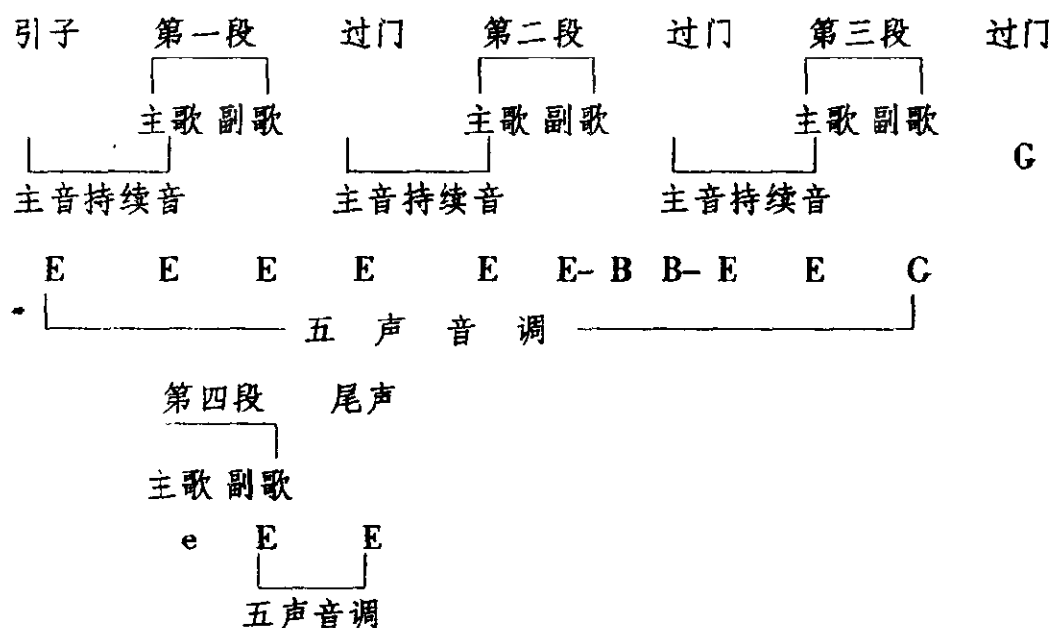 引子 第一段 过门 第二段 过门 第三段 过门
主歌 副歌 主歌 副歌 主歌 副歌
G
主音持续音 主音持续音 主音持续音
E E E E E E- B B- E E G
五声音调
第四段 尾声
主歌 副歌
e E E
五声音调